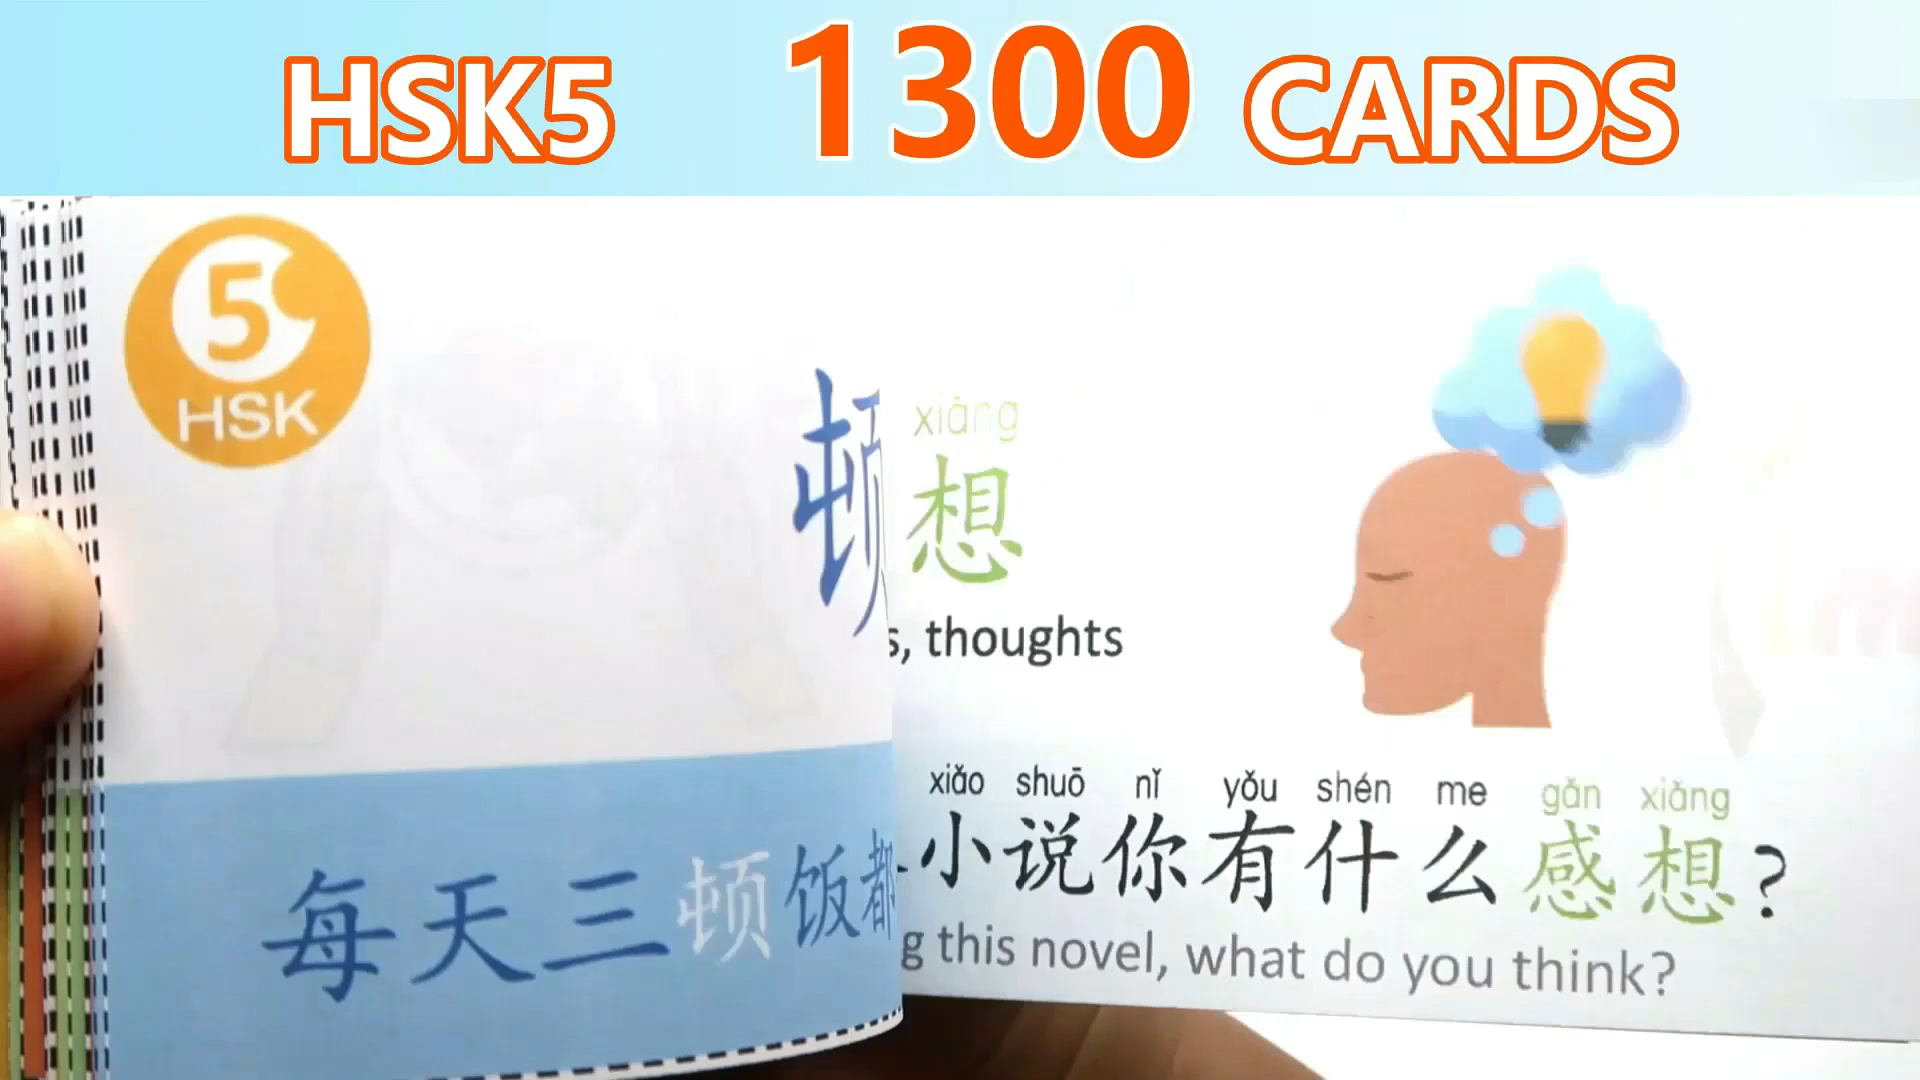 HSK5 1300 CARDS
5
HSK
顿
xiǎng
想
s, thoughts
xiǎo shuō nǐ yǒu shén me gǎn xiǎng
小说你有什么感想?
g this novel, what do you think?
每天三顿饭都